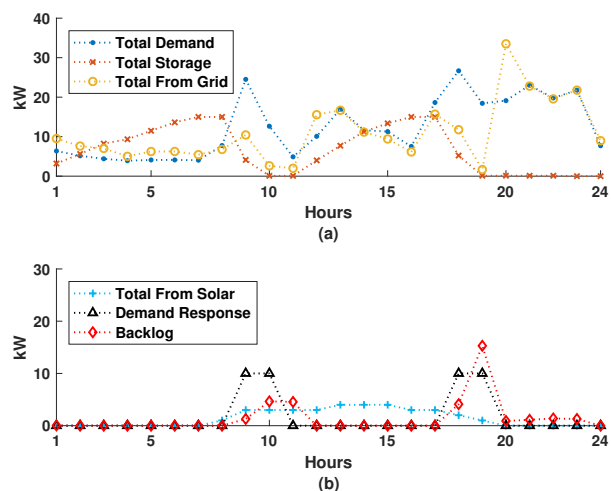 40
30
20
10
0
kW
Total Demand
Total Storage
Total From Grid
1 5 10 15 20 24
Hours
(a)
30
20
10
0
kW
Total From Solar
Demand Response
Backlog
1 5 10 15 20 24
Hours
(b)